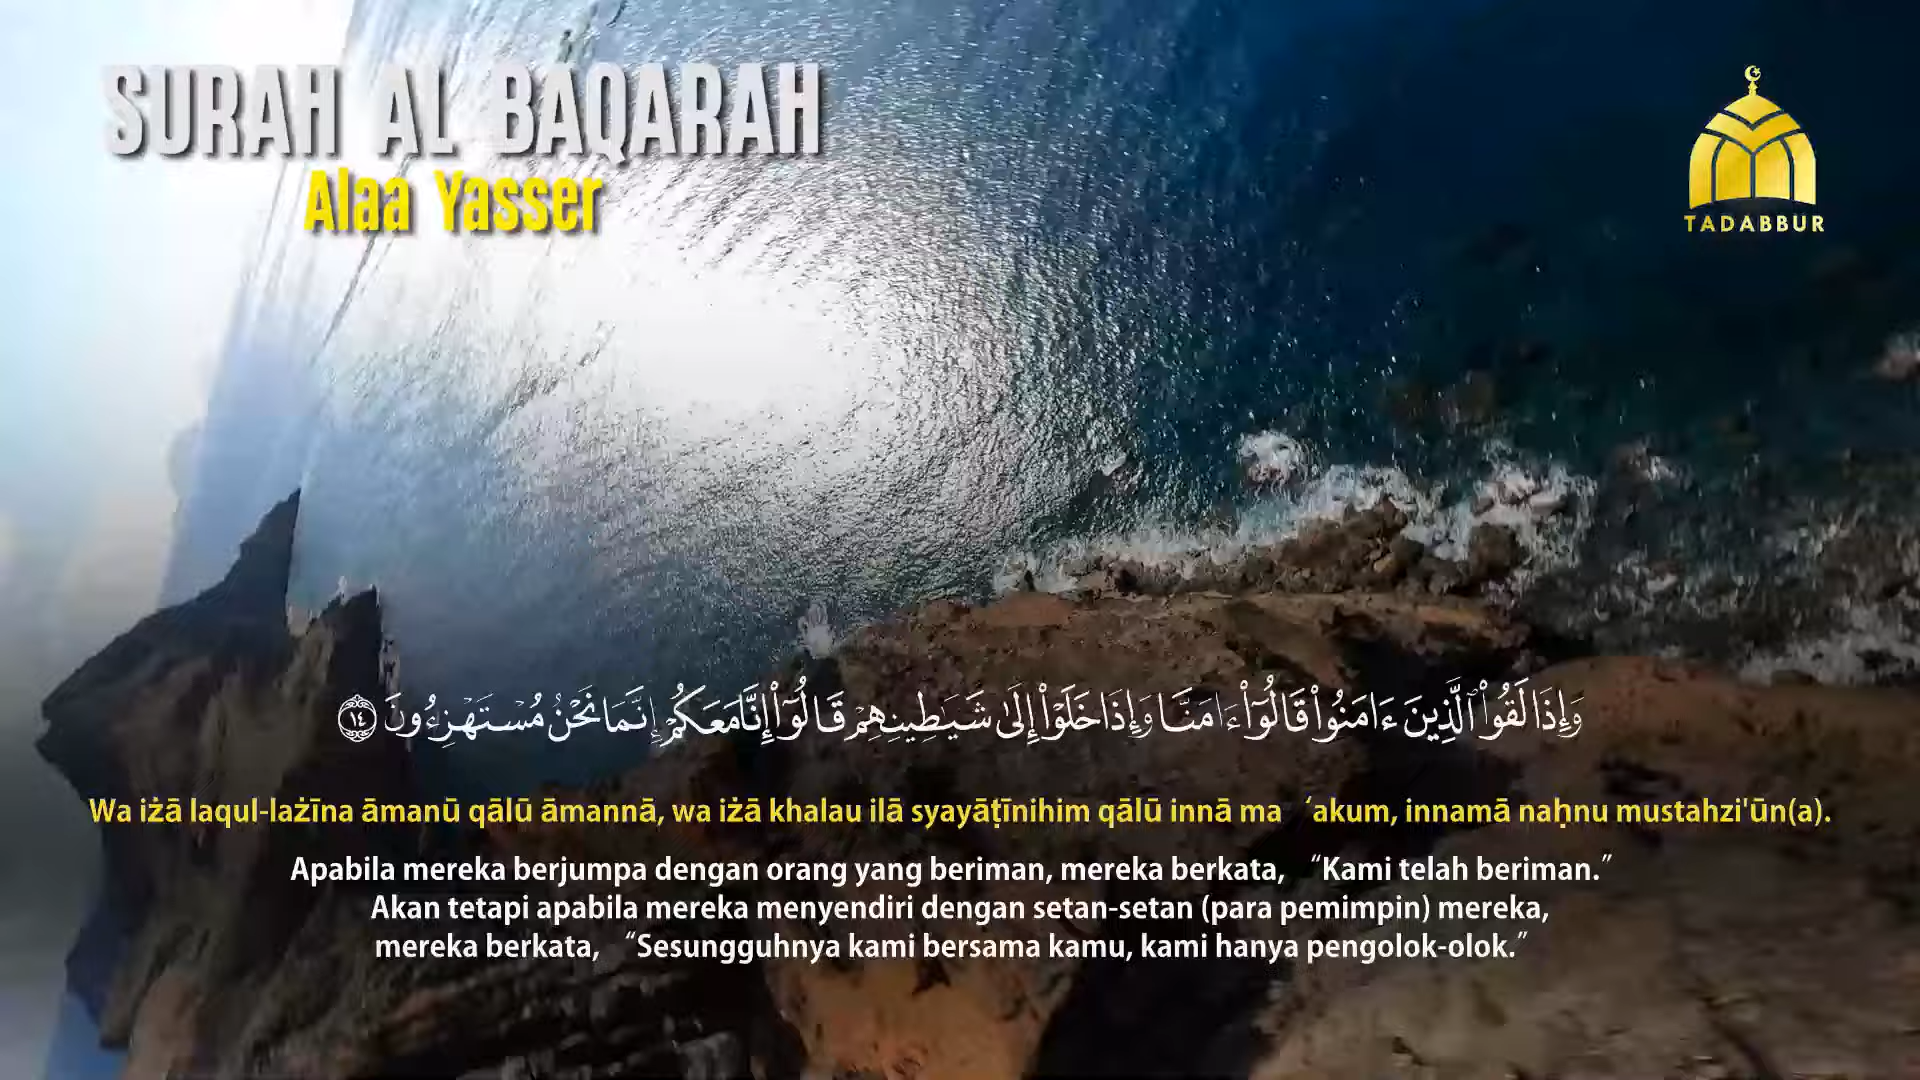 SURAH AL BAQARAH
Alaa Yasser
TADABBUR
وَإِذَا لَقُوا۟ ٱلَّذِينَ ءَامَنُوا۟ قَالُوٓا۟ ءَامَنَّا وَإِذَا خَلَوْا۟ إِلَىٰ شَيَـٰطِينِهِمْ قَالُوٓا۟ إِنَّا مَعَكُمْ إِنَّمَا نَحْنُ مُسْتَهْزِءُونَ ١٤
Wa iżā laqul-lażīna āmanū qālū āmannā, wa iżā khalau ilā syayāṭīnihim qālū innā ma ‘akum, innamā naḥnu mustahzi'ūn(a).
Apabila mereka berjumpa dengan orang yang beriman, mereka berkata, “Kami telah beriman.”
Akan tetapi apabila mereka menyendiri dengan setan-setan (para pemimpin) mereka,
mereka berkata, “Sesungguhnya kami bersama kamu, kami hanya pengolok-olok.”